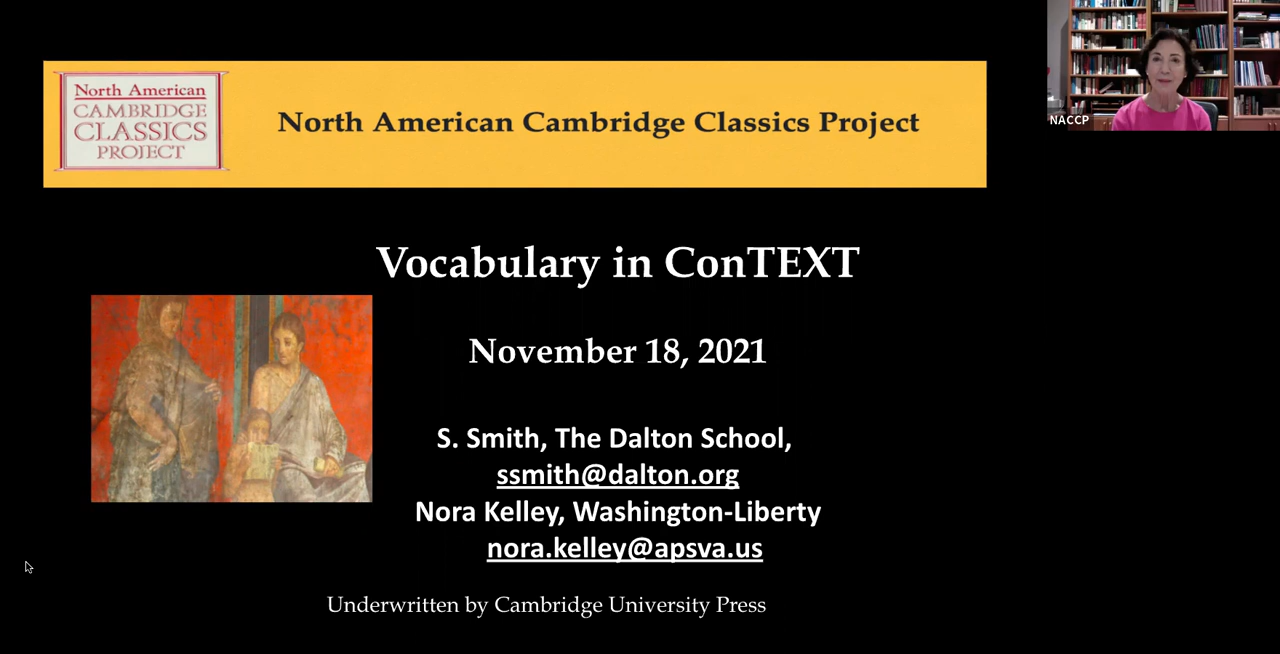 North American
CAMBRIDGE
CLASSICS
PROJECT
North American Cambridge Classics Project
NACCP
Vocabulary in ConTEXT
November 18, 2021
S. Smith, The Dalton School,
ssmith@dalton.org
Nora Kelley, Washington-Liberty
nora.kelley@apsva.us
Underwritten by Cambridge University Press